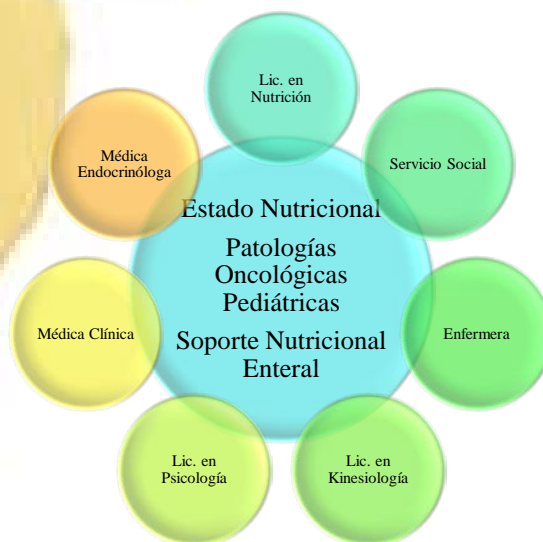 Lic. en
Nutrición
Servicio Social
Enfermera
Lic. en
Kinesiología
Lic. en
Psicología
Médica Clínica
Médica
Endocrinóloga
Estado Nutricional
Patologías
Oncológicas
Pediátricas
Soporte Nutricional
Enteral